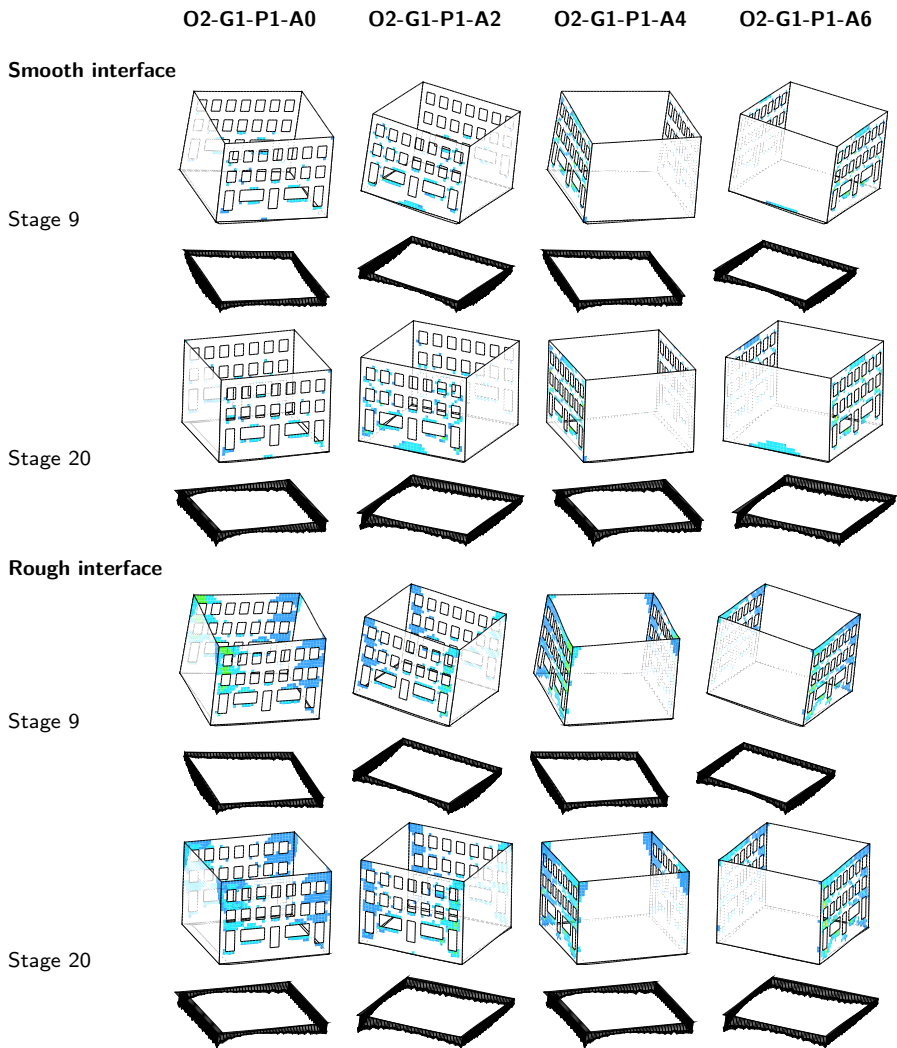 O2-G1-P1-A0 O2-G1-P1-A2 O2-G1-P1-A4 O2-G1-P1-A6
Smooth interface
Stage 9
Stage 20
Rough interface
Stage 9
Stage 20